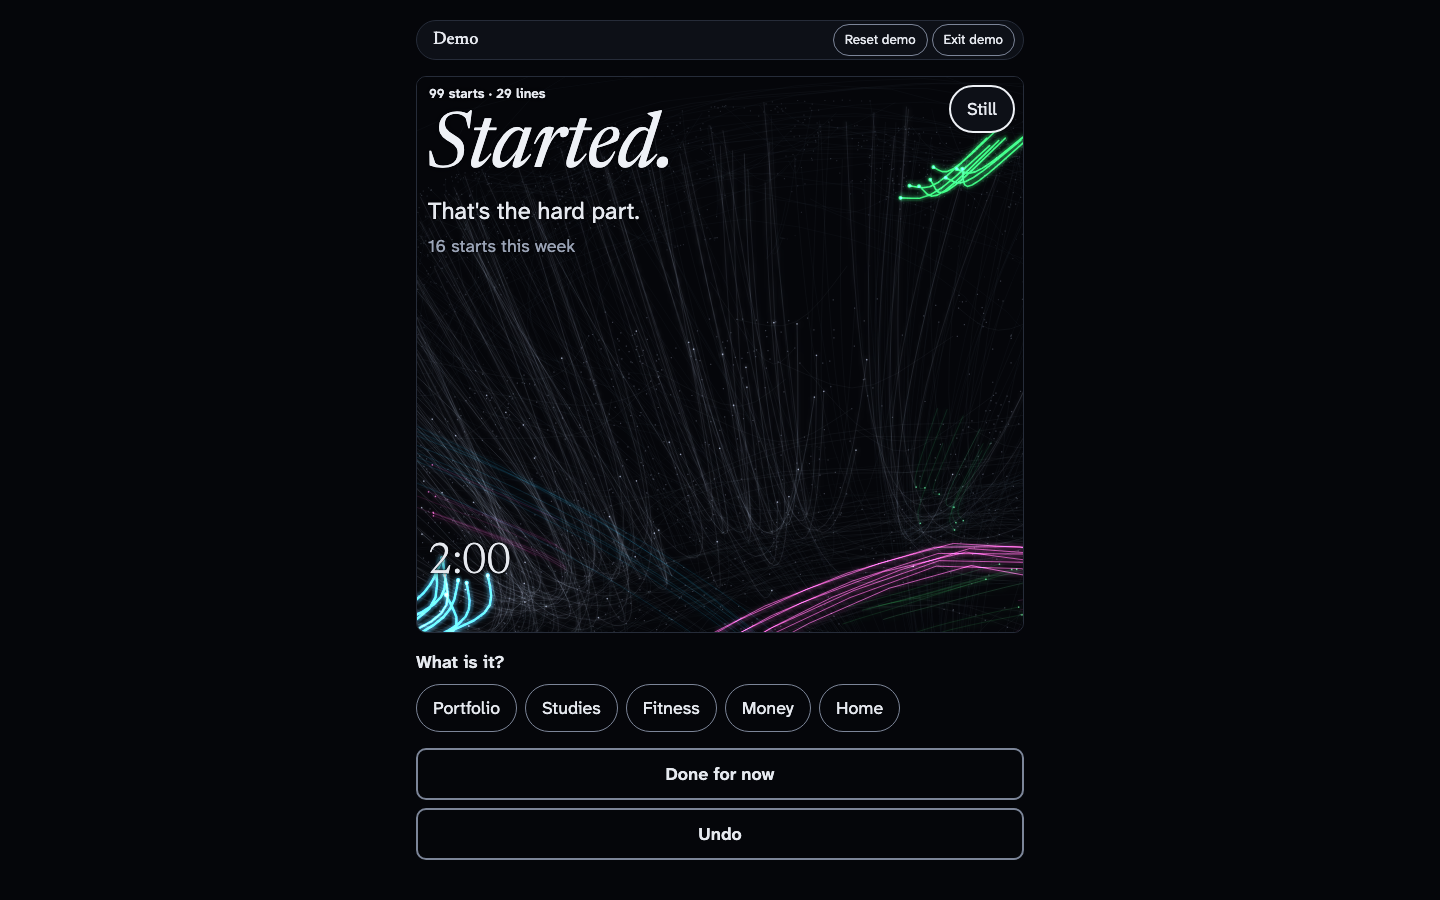 Demo
Reset demo
Exit demo
99 starts · 29 lines
Still
Started.
That's the hard part.
16 starts this week
2:00
What is it?
Portfolio
Studies
Fitness
Money
Home
Done for now
Undo